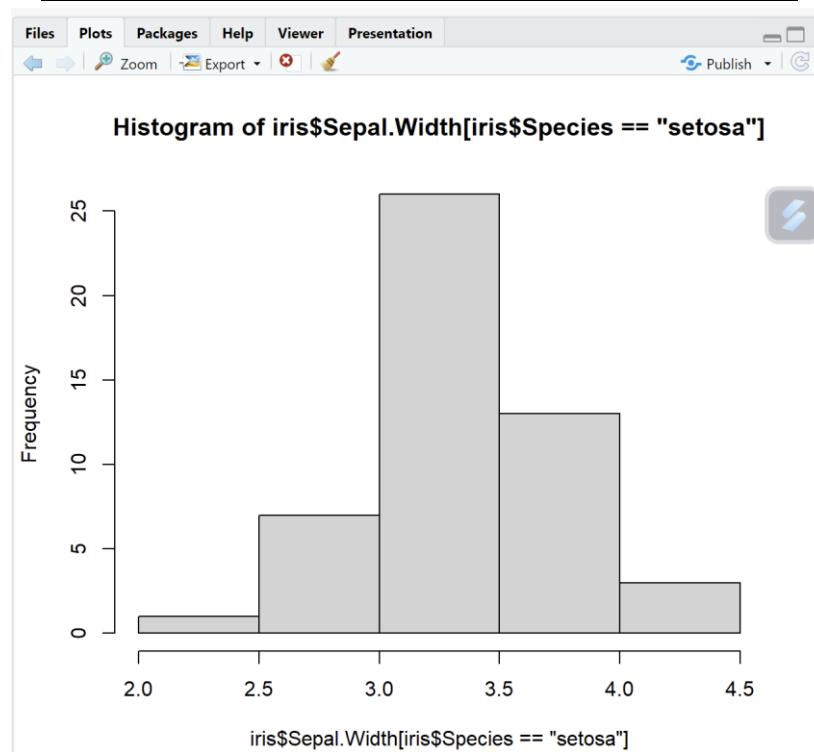 Files Plots Packages Help Viewer Presentation
Zoom Export Publish
Histogram of iris$Sepal.Width[iris$Species == "setosa"]
25
20
15
10
5
0
Frequency
2.0 2.5 3.0 3.5 4.0 4.5
iris$Sepal.Width[iris$Species == "setosa"]